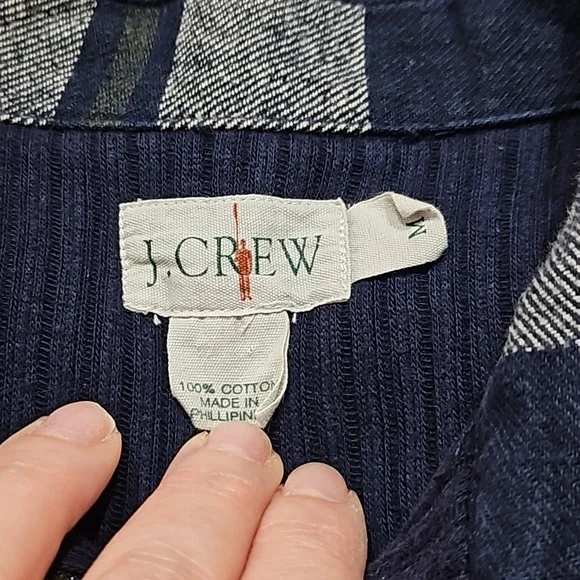 J.CREW
M
100% COTTON
MADE IN
PHILLIPIN